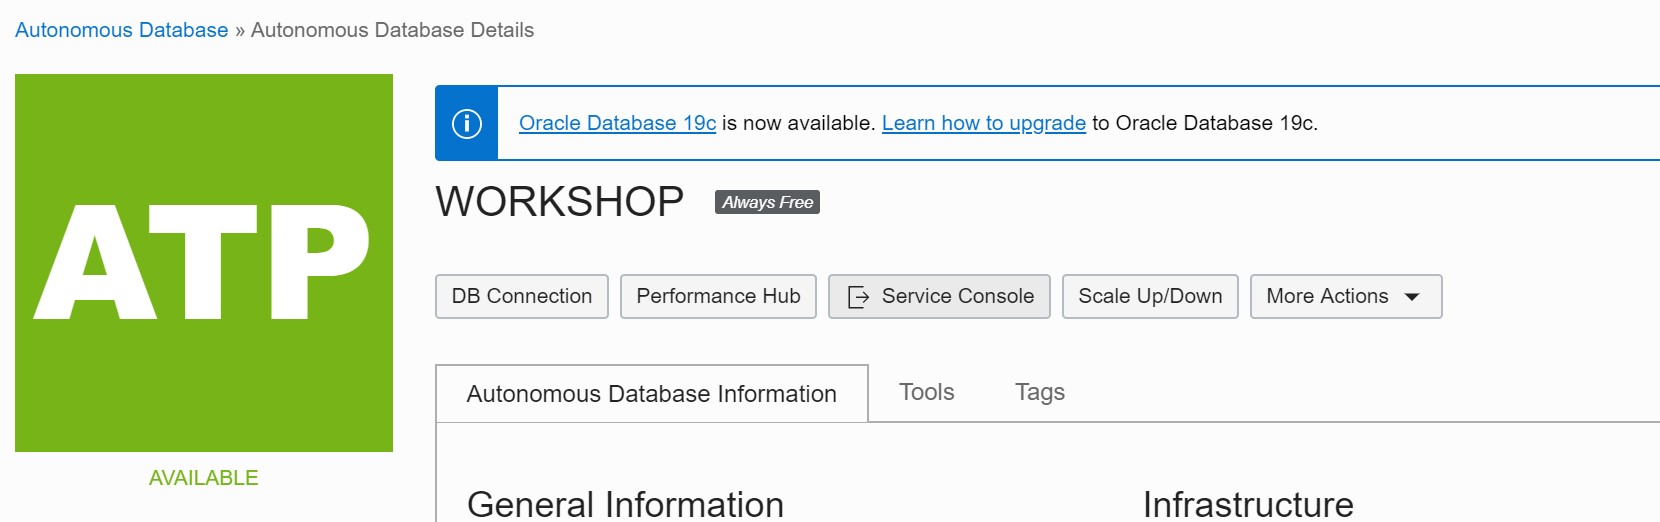 Autonomous Database » Autonomous Database Details
ATP
AVAILABLE
Oracle Database 19c is now available. Learn how to upgrade to Oracle Database 19c.
WORKSHOP Always Free
DB Connection Performance Hub Service Console Scale Up/Down More Actions
Autonomous Database Information Tools Tags
General Information Infrastructure